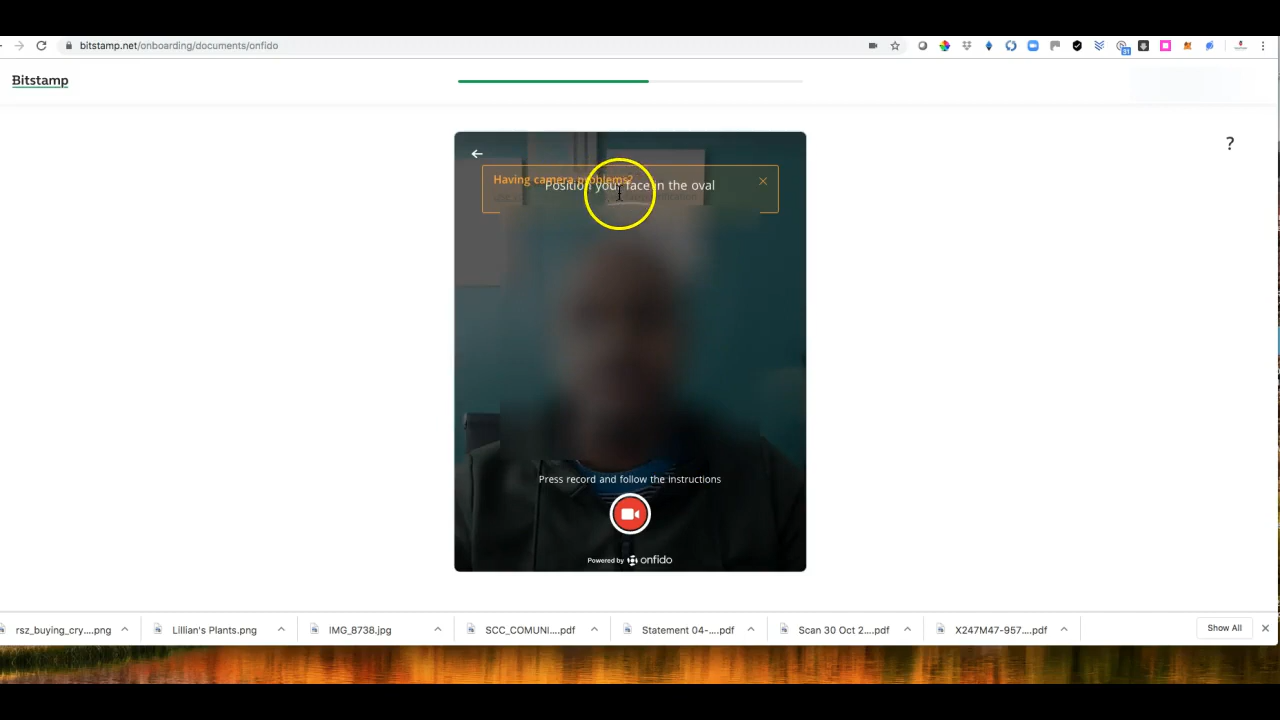 bitstamp.net/onboarding/documents/onfido
31
Bitstamp
?
Having camera problems?
Position your face in the oval
Press record and follow the instructions
Powered by onfido
rsz_buying_cry....png
Lillian's Plants.png
IMG_8738.jpg
SCC_COMUNI....pdf
Statement 04-....pdf
Scan 30 Oct 2....pdf
X247M47-957....pdf
Show All